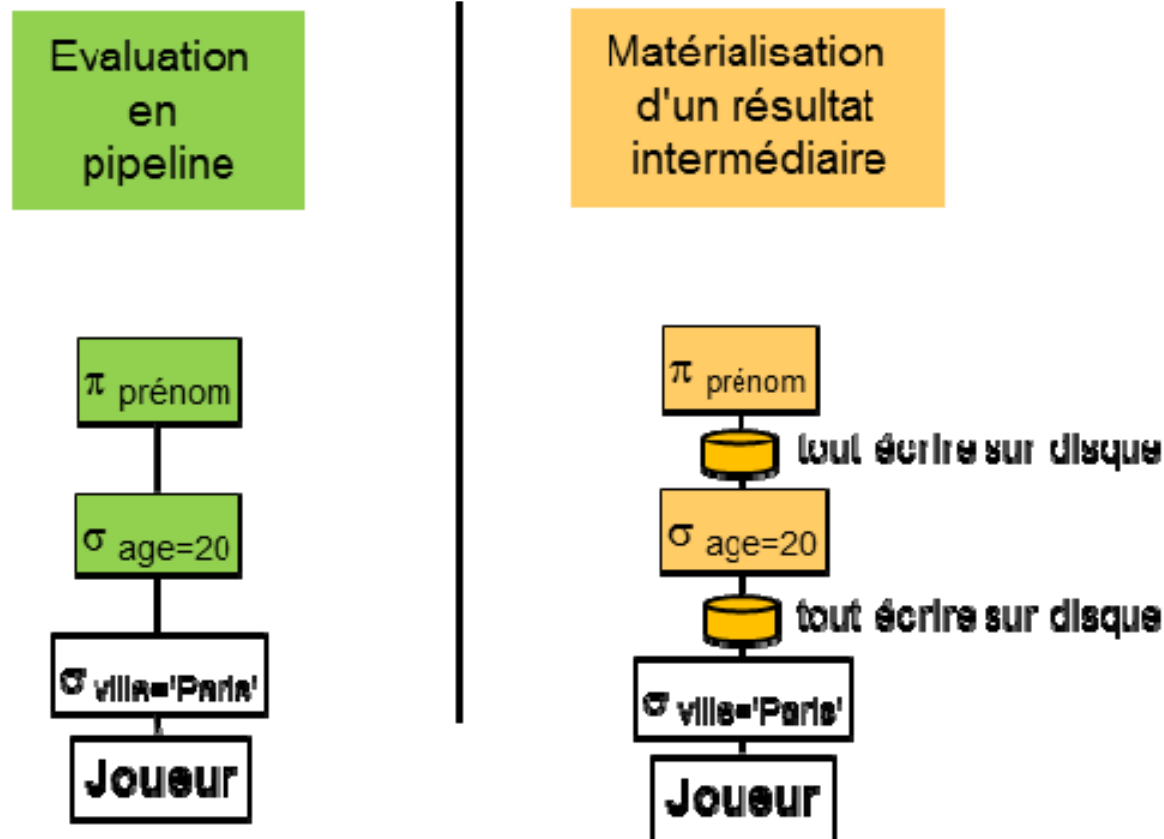 Evaluation
en
pipeline
Matérialisation
d'un résultat
intermédiaire
π prénom
σ age=20
σ ville='Paris'
Joueur
π prénom
tout écrire sur disque
σ age=20
tout écrire sur disque
σ ville='Paris'
Joueur